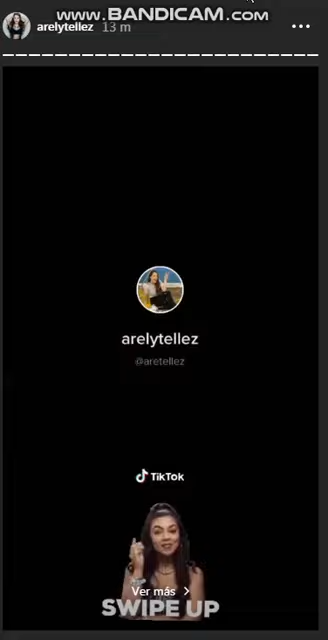 www.BANDICAM.com
arelytellez 13 m
arelytellez
@aretellez
TikTok
Ver más
SWIPE UP